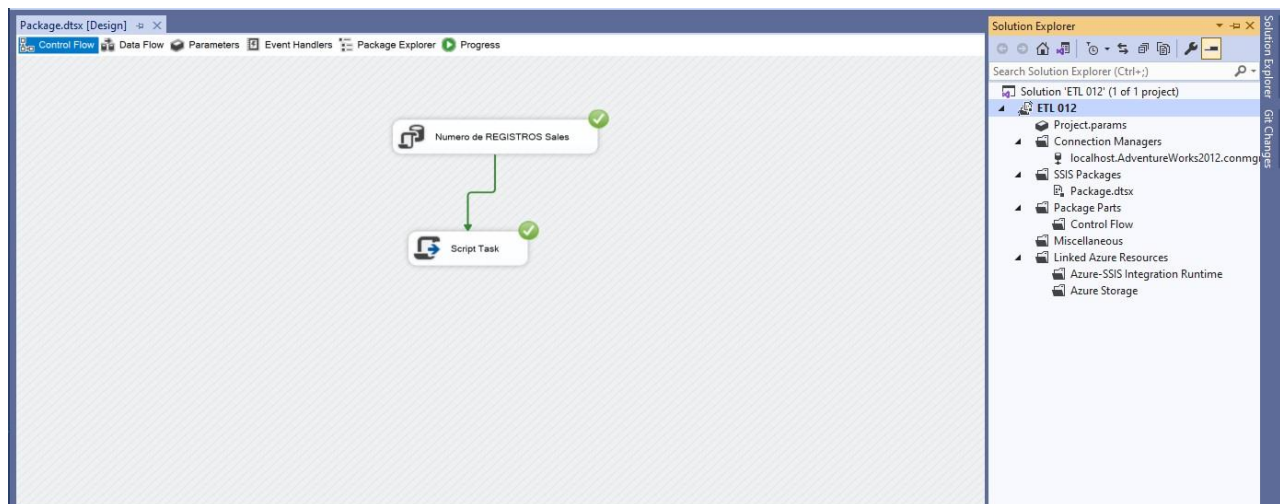 Package.dtsx [Design]
Control Flow Data Flow Parameters Event Handlers Package Explorer Progress
Numero de REGISTROS Sales
Script Task
Solution Explorer
Search Solution Explorer (Ctrl+;)
Solution 'ETL 012' (1 of 1 project)
ETL 012
Project.params
Connection Managers
localhost.AdventureWorks2012.conmgr
SSIS Packages
Package.dtsx
Package Parts
Control Flow
Miscellaneous
Linked Azure Resources
Azure-SSIS Integration Runtime
Azure Storage
Solution Explorer
Git Changes